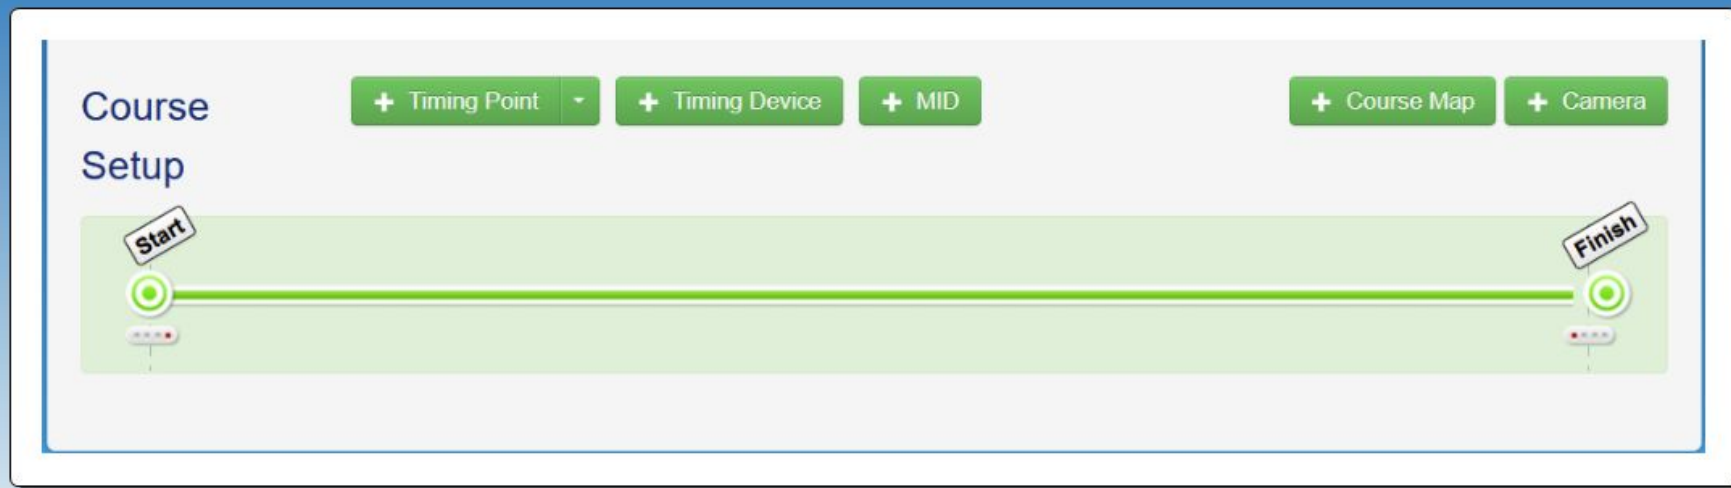 Course
Setup
+ Timing Point
+ Timing Device
+ MID
+ Course Map
+ Camera
Start
Finish